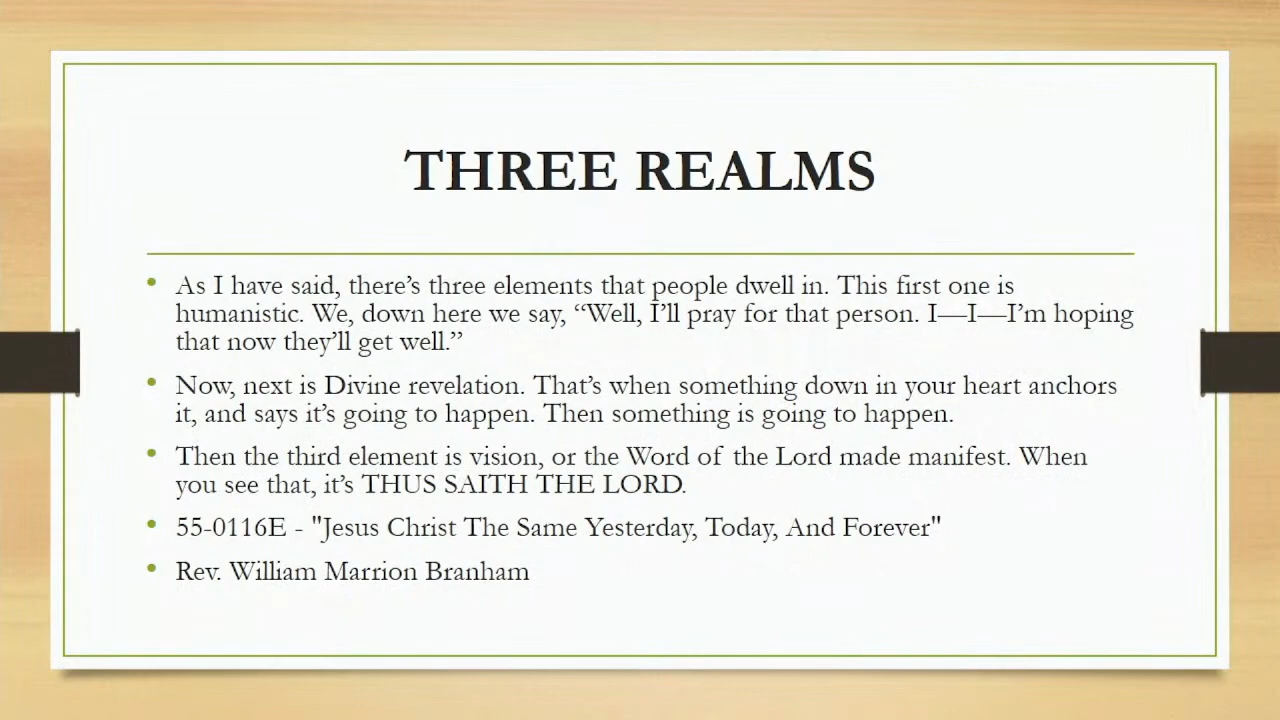 THREE REALMS
• As I have said, there’s three elements that people dwell in. This first one is
humanistic. We, down here we say, “Well, I’ll pray for that person. I—I—I’m hoping
that now they’ll get well.”
• Now, next is Divine revelation. That’s when something down in your heart anchors
it, and says it’s going to happen. Then something is going to happen.
• Then the third element is vision, or the Word of the Lord made manifest. When
you see that, it’s THUS SAITH THE LORD.
• 55-0116E - "Jesus Christ The Same Yesterday, Today, And Forever"
• Rev. William Marrion Branham